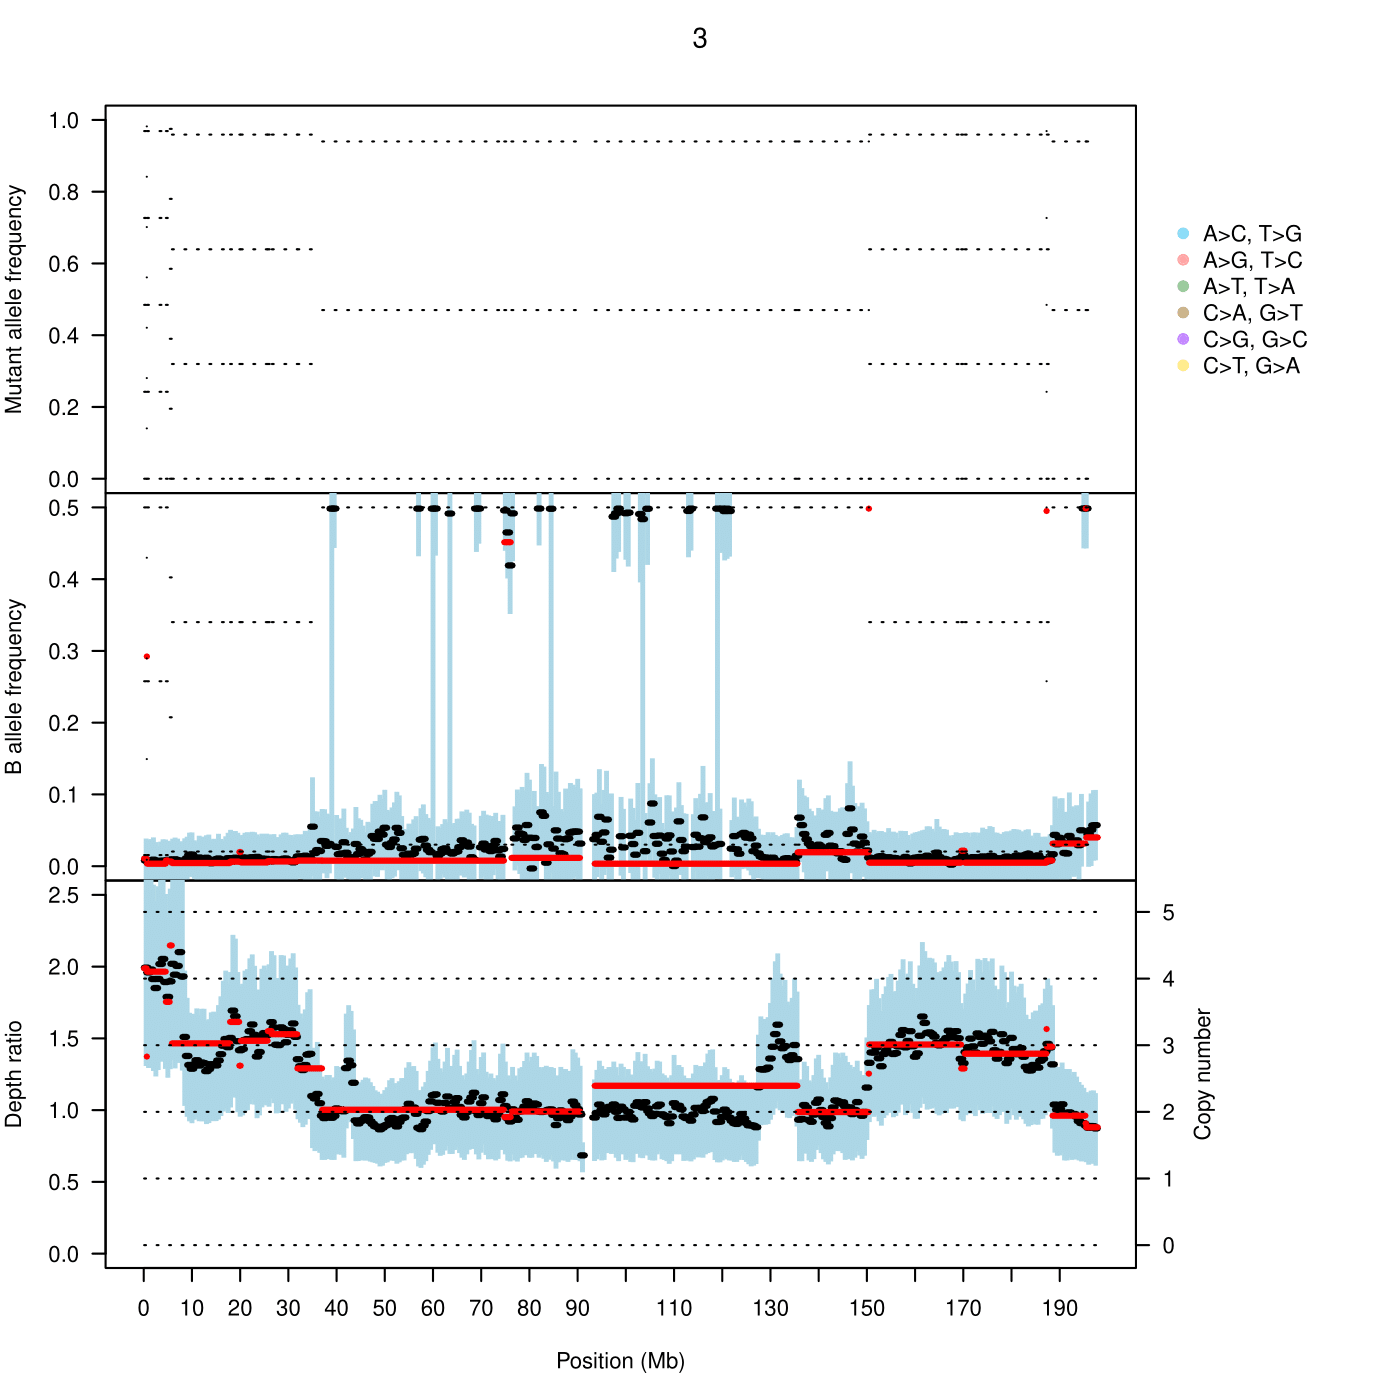 3
Mutant allele frequency
1.0
0.8
0.6
0.4
0.2
0.0
A>C, T>G
A>G, T>C
A>T, T>A
C>A, G>T
C>G, G>C
C>T, G>A
B allele frequency
0.5
0.4
0.3
0.2
0.1
0.0
Depth ratio
2.5
2.0
1.5
1.0
0.5
0.0
5
4
3
2
1
0
Copy number
0 10 20 30 40 50 60 70 80 90 110 130 150 170 190
Position (Mb)